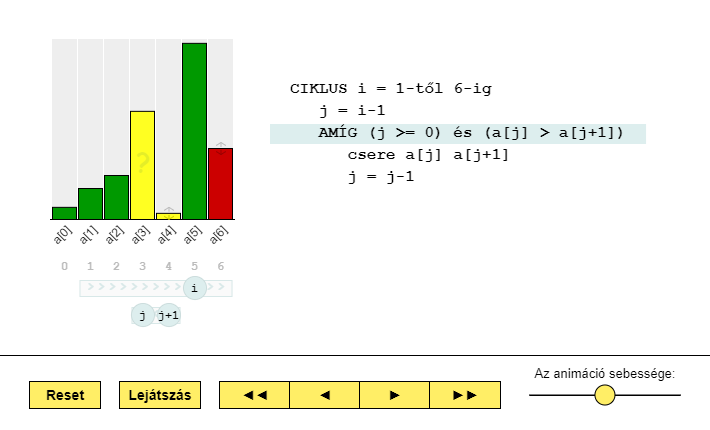 CIKLUS i = 1-től 6-ig
j = i-1
AMÍG (j >= 0) és (a[j] > a[j+1])
csere a[j] a[j+1]
j = j-1
?
a[0] a[1] a[2] a[3] a[4] a[5] a[6]
0 1 2 3 4 5 6
i
j j+1
Az animáció sebessége:
Reset Lejátszás